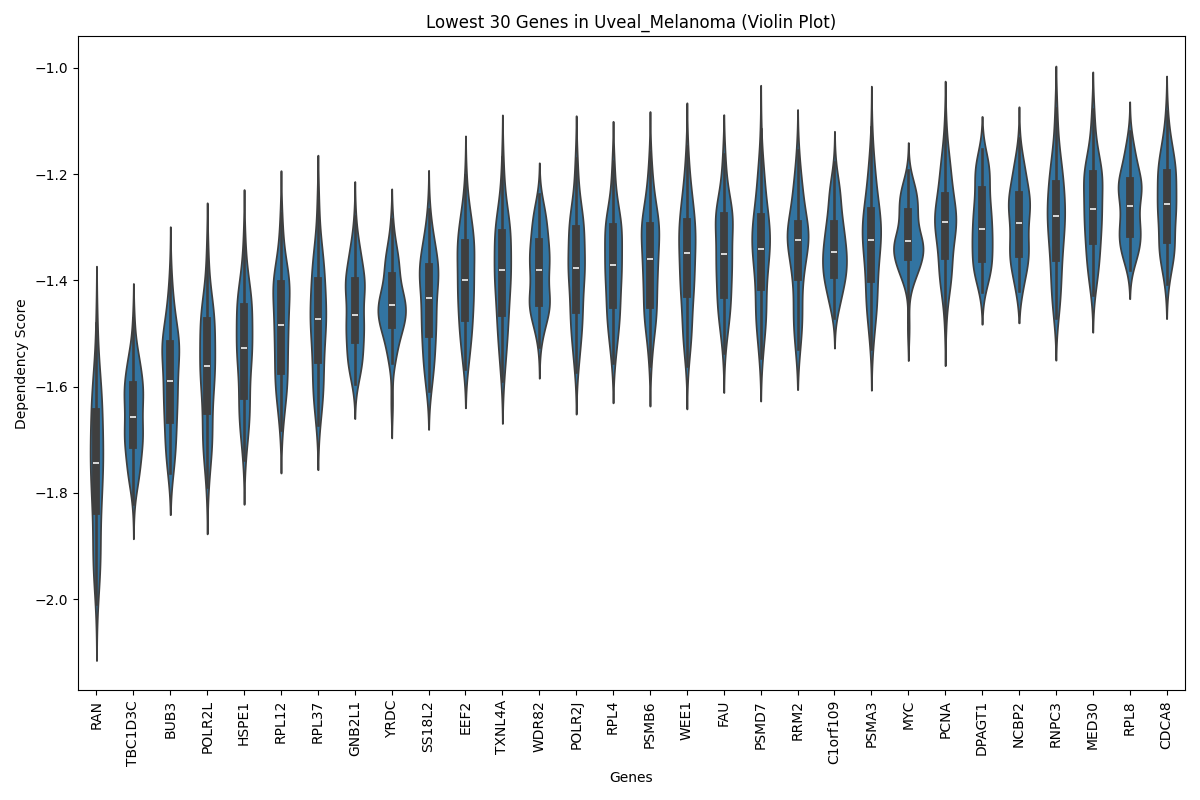 Lowest 30 Genes in Uveal_Melanoma (Violin Plot)
Dependency Score
−1.0
−1.2
−1.4
−1.6
−1.8
−2.0
RAN
TBC1D3C
BUB3
POLR2L
HSPE1
RPL12
RPL37
GNB2L1
YRDC
SS18L2
EEF2
TXNL4A
WDR82
POLR2J
RPL4
PSMB6
WEE1
FAU
PSMD7
RRM2
C1orf109
PSMA3
MYC
PCNA
DPAGT1
NCBP2
RNPC3
MED30
RPL8
CDCA8
Genes